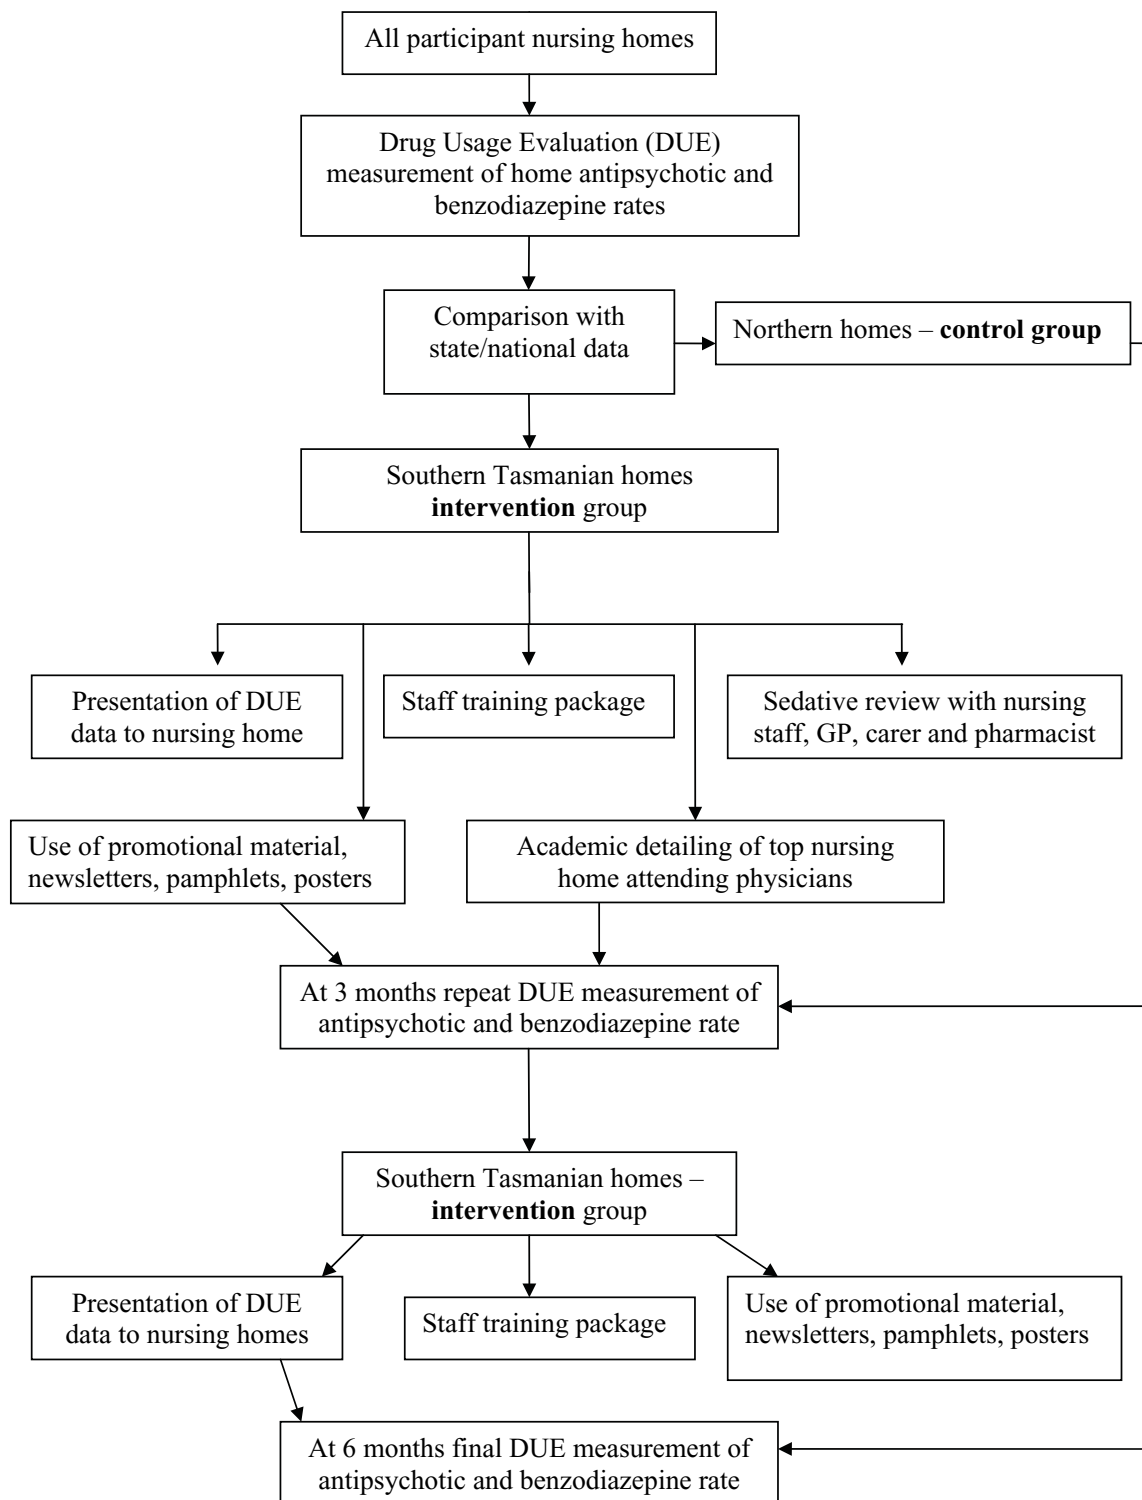 All participant nursing homes
Drug Usage Evaluation (DUE)
measurement of home antipsychotic and
benzodiazepine rates
Comparison with
state/national data
Northern homes – control group
Southern Tasmanian homes
intervention group
Presentation of DUE
data to nursing home
Staff training package
Sedative review with nursing
staff, GP, carer and pharmacist
Use of promotional material,
newsletters, pamphlets, posters
Academic detailing of top nursing
home attending physicians
At 3 months repeat DUE measurement of
antipsychotic and benzodiazepine rate
Southern Tasmanian homes –
intervention group
Presentation of DUE
data to nursing homes
Staff training package
Use of promotional material,
newsletters, pamphlets, posters
At 6 months final DUE measurement of
antipsychotic and benzodiazepine rate